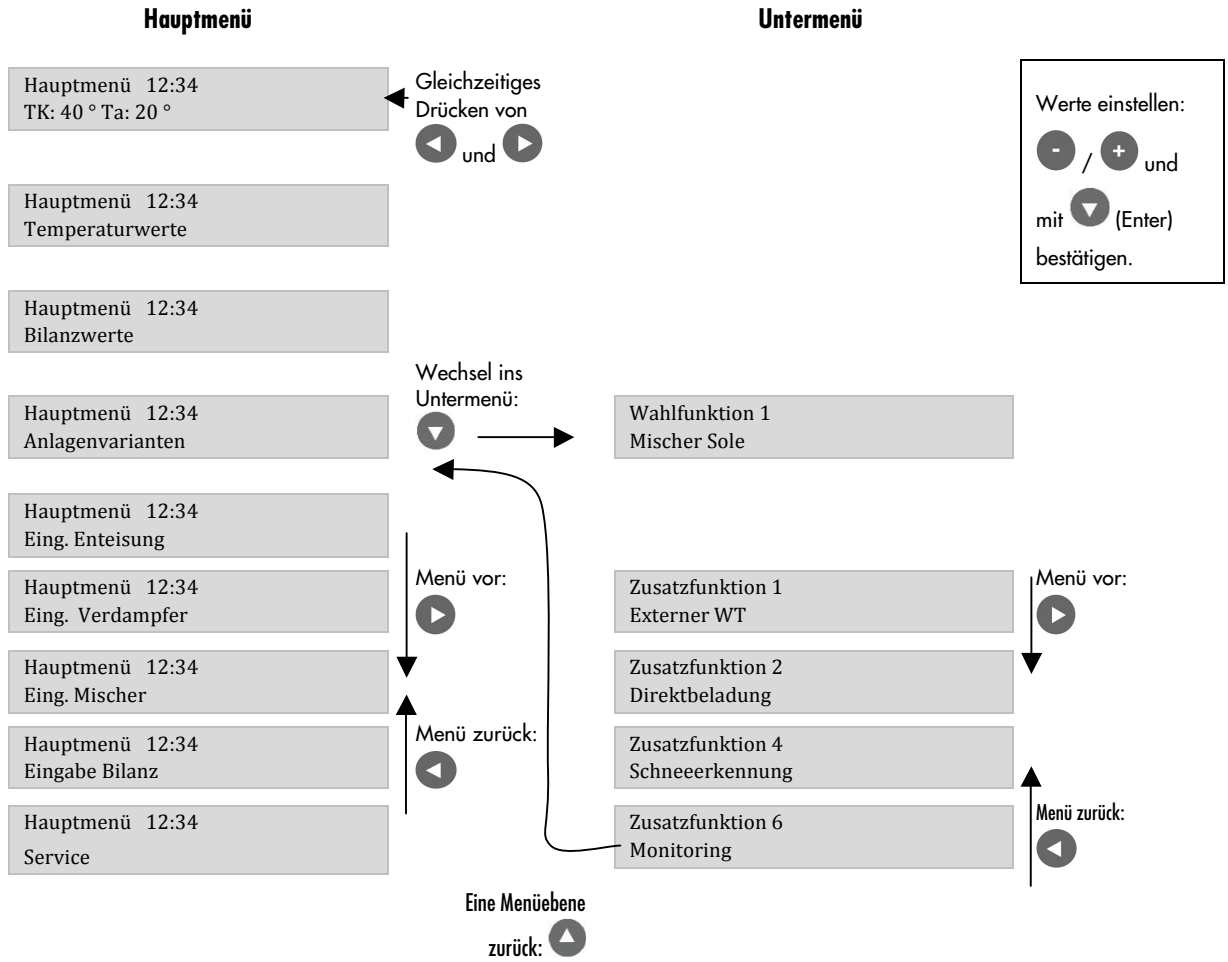 Hauptmenü
Untermenü
Hauptmenü 12:34
TK: 40 ° Ta: 20 °
Gleichzeitiges
Drücken von
und
Werte einstellen:
- / + und
mit (Enter)
bestätigen.
Hauptmenü 12:34
Temperaturwerte
Hauptmenü 12:34
Bilanzwerte
Hauptmenü 12:34
Anlagenvarianten
Wechsel ins
Untermenü:
Wahlfunktion 1
Mischer Sole
Hauptmenü 12:34
Eing. Enteisung
Hauptmenü 12:34
Eing. Verdampfer
Menü vor:
Zusatzfunktion 1
Externer WT
Menü vor:
Hauptmenü 12:34
Eing. Mischer
Zusatzfunktion 2
Direktbeladung
Hauptmenü 12:34
Eingabe Bilanz
Menü zurück:
Zusatzfunktion 4
Schneeerkennung
Hauptmenü 12:34
Service
Zusatzfunktion 6
Monitoring
Menü zurück:
Eine Menüebene
zurück: